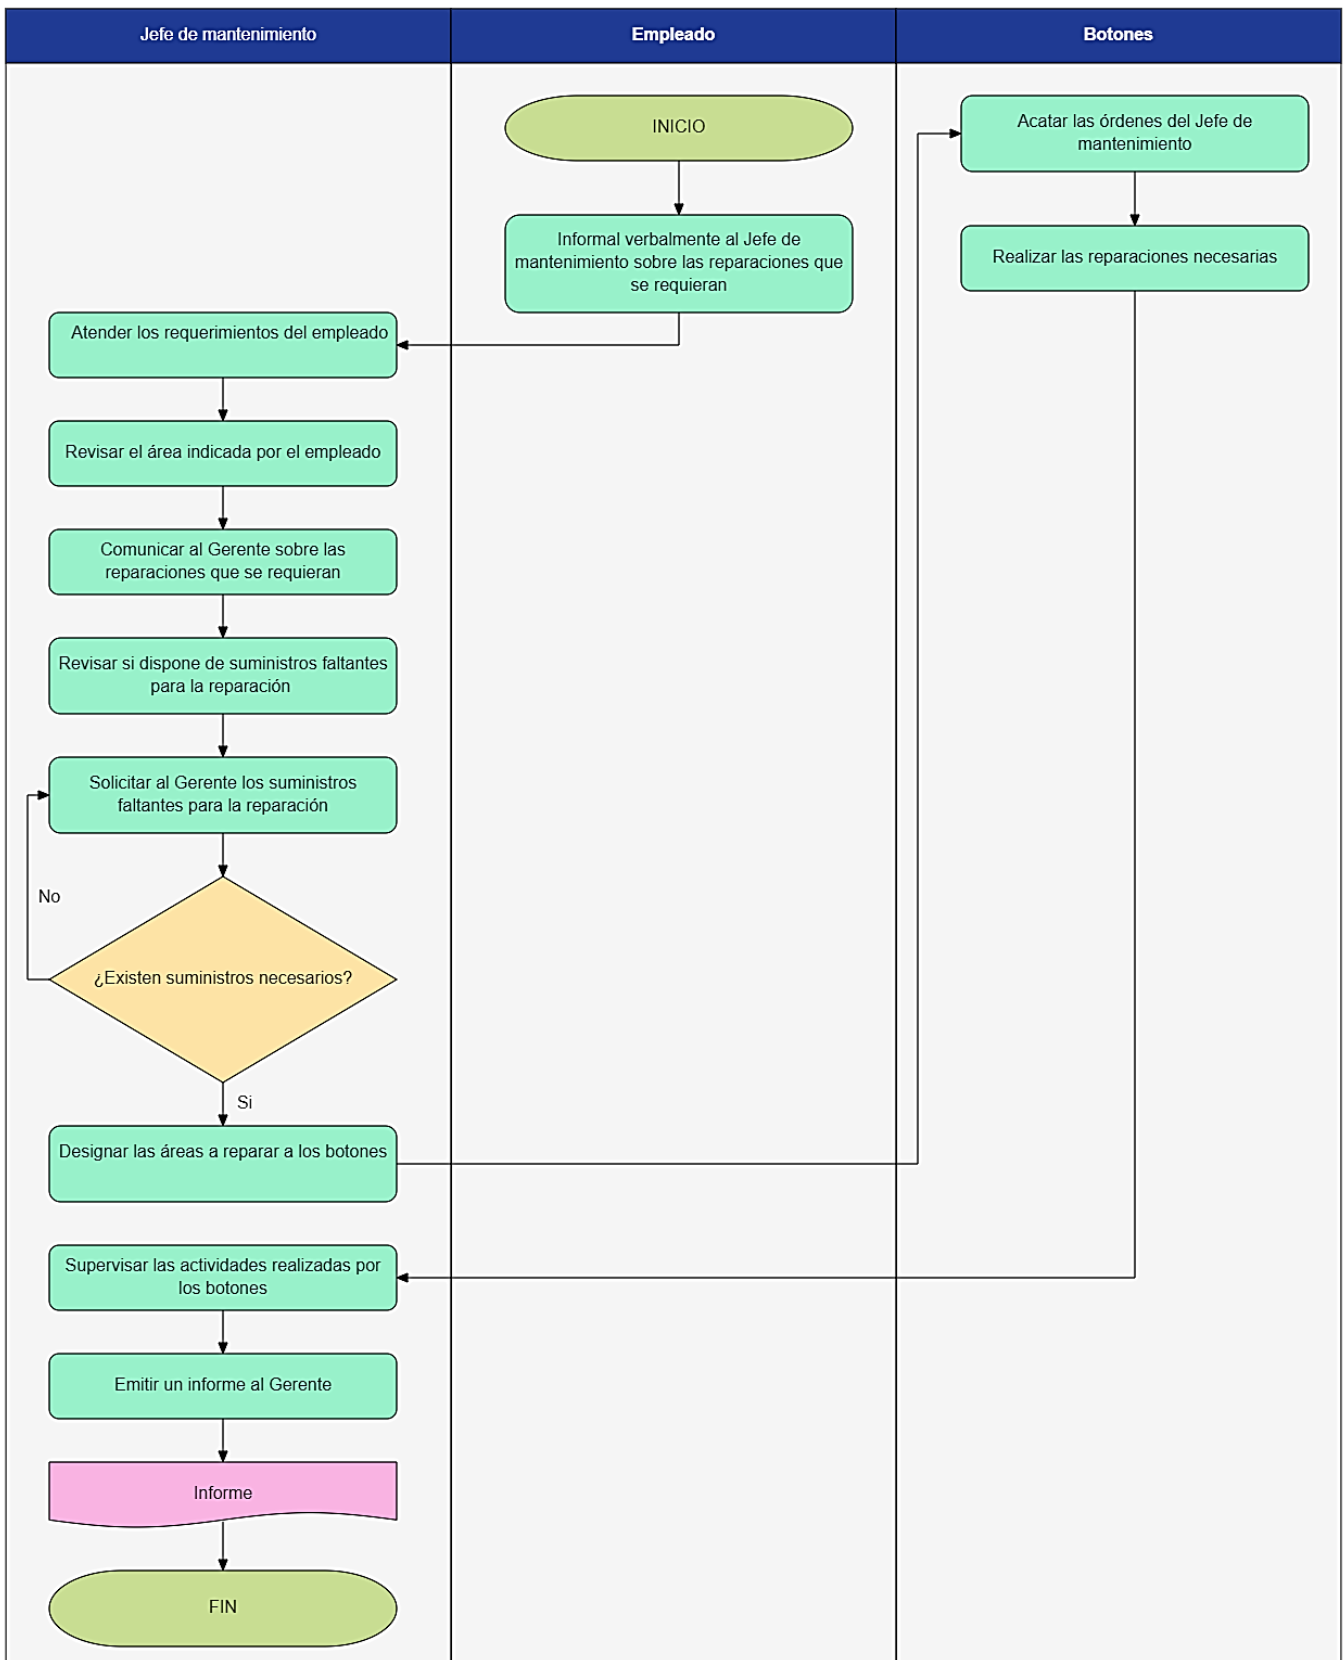 Jefe de mantenimiento
Empleado
Botones
INICIO
Informal verbalmente al Jefe de
mantenimiento sobre las reparaciones que
se requieran
Acatar las órdenes del Jefe de
mantenimiento
Realizar las reparaciones necesarias
Atender los requerimientos del empleado
Revisar el área indicada por el empleado
Comunicar al Gerente sobre las
reparaciones que se requieran
Revisar si dispone de suministros faltantes
para la reparación
Solicitar al Gerente los suministros
faltantes para la reparación
No
¿Existen suministros necesarios?
Si
Designar las áreas a reparar a los botones
Supervisar las actividades realizadas por
los botones
Emitir un informe al Gerente
Informe
FIN